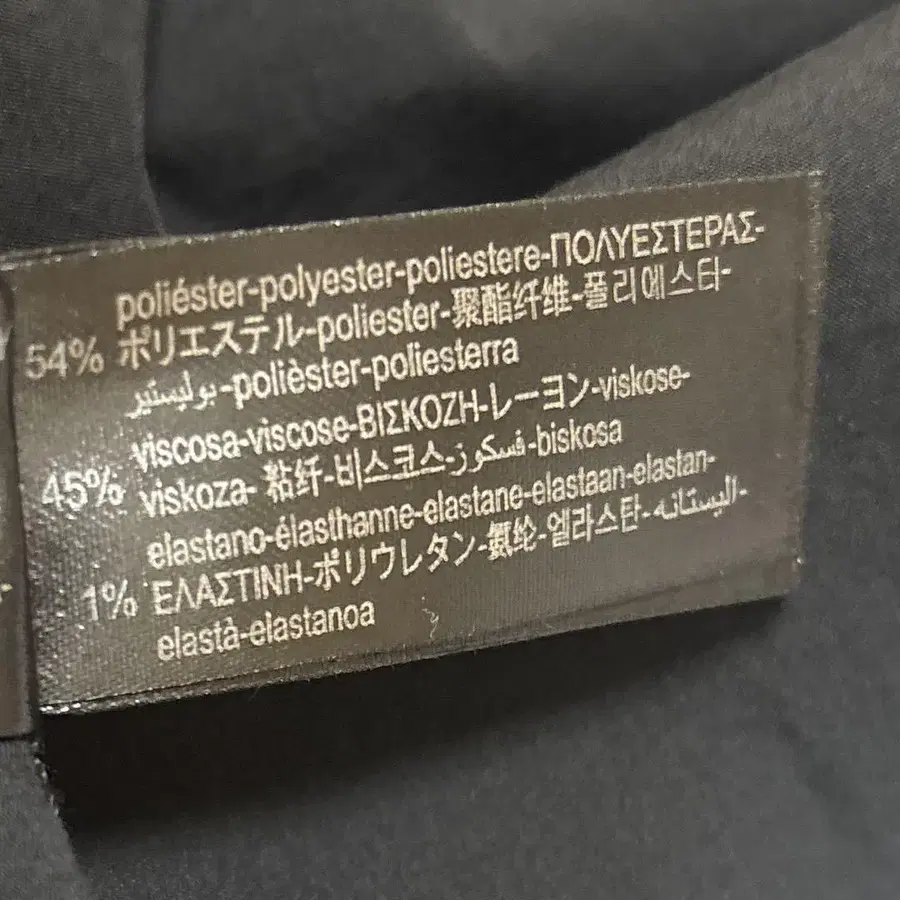 poliéster-polyester-poliestere-ΠΟΛΥΕΣΤΕΡΑΣ-
54% ポリエステル-poliester-聚酯纤维-폴리에스터-
بوليستير-polièster-poliesterra
viscosa-viscose-ΒΙΣΚΟΖΗ-レーヨン-viskose-
45% viskoza- 粘纤-비스코스-فسكوز-biskosa
elastano-élasthanne-elastane-elastaan-elastan-
1% ΕΛΑΣΤΙΝΗ-ポリウレタン-氨纶-엘라스탄-الیستانه-
elastà-elastanoa